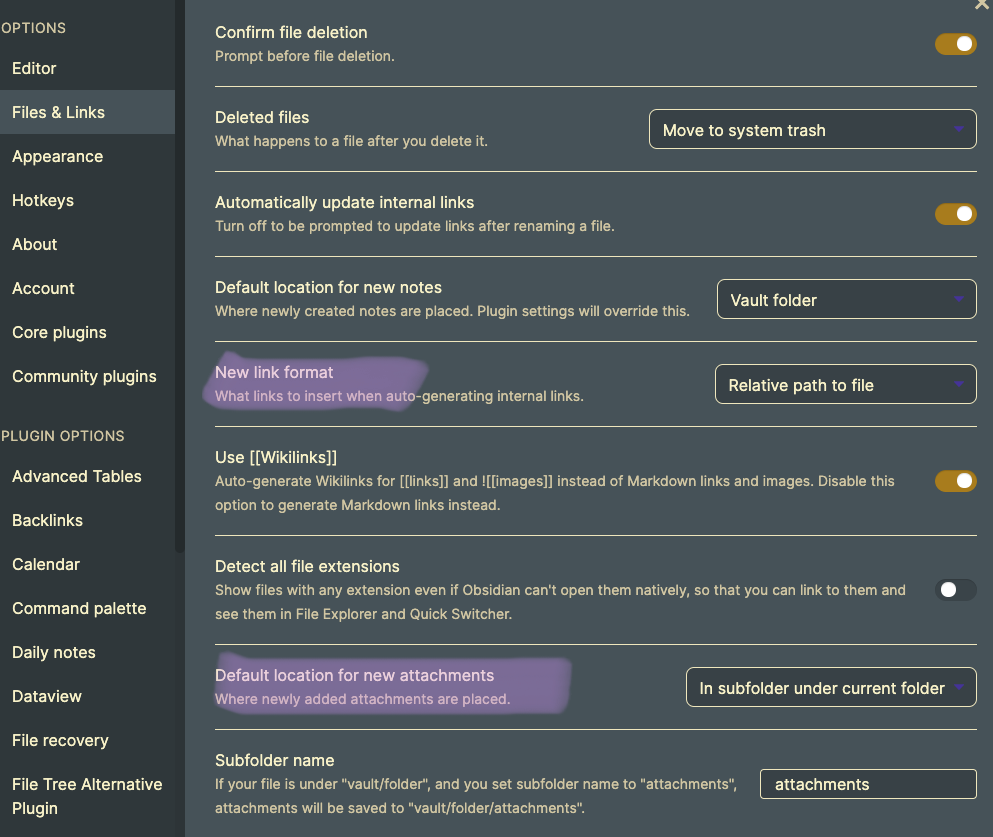 OPTIONS
Editor
Files & Links
Appearance
Hotkeys
About
Account
Core plugins
Community plugins
PLUGIN OPTIONS
Advanced Tables
Backlinks
Calendar
Command palette
Daily notes
Dataview
File recovery
File Tree Alternative
Plugin
Confirm file deletion
Prompt before file deletion.
Deleted files
What happens to a file after you delete it.
Move to system trash
Automatically update internal links
Turn off to be prompted to update links after renaming a file.
Default location for new notes
Where newly created notes are placed. Plugin settings will override this.
Vault folder
New link format
What links to insert when auto-generating internal links.
Relative path to file
Use [[Wikilinks]]
Auto-generate Wikilinks for [[links]] and ![[images]] instead of Markdown links and images. Disable this
option to generate Markdown links instead.
Detect all file extensions
Show files with any extension even if Obsidian can't open them natively, so that you can link to them and
see them in File Explorer and Quick Switcher.
Default location for new attachments
Where newly added attachments are placed.
In subfolder under current folder
Subfolder name
If your file is under "vault/folder", and you set subfolder name to "attachments",
attachments will be saved to "vault/folder/attachments".
attachments